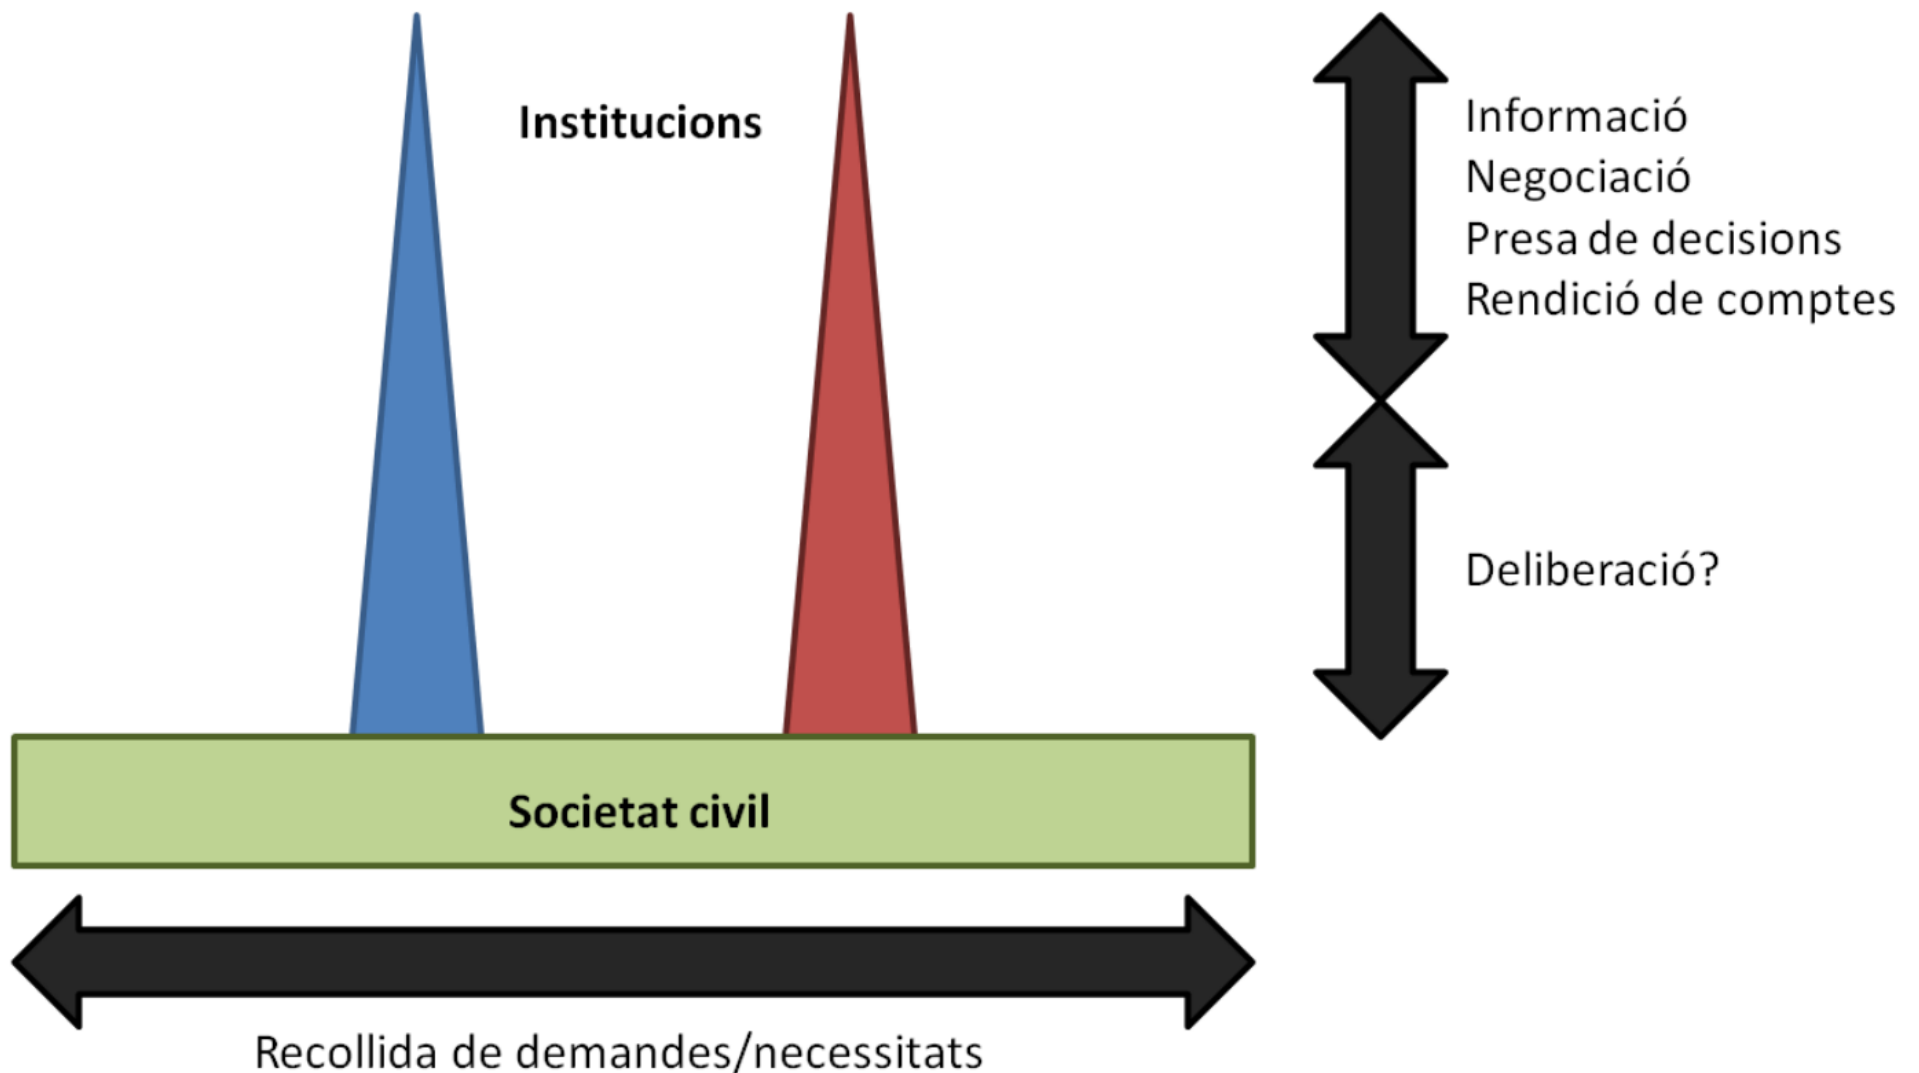 Institucions
Informació
Negociació
Presa de decisions
Rendició de comptes
Deliberació?
Societat civil
Recollida de demandes/necessitats